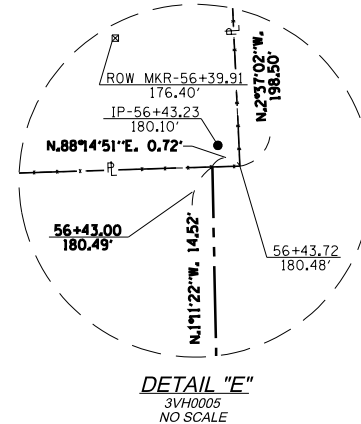 ROW MKR-56+39.91
176.40'
IP-56+43.23
180.10'
N.88°14'51"E. 0.72'
N.2°37'02"W.
198.50'
PL
PL
56+43.00
180.49'
N.1°11'22"W. 14.52'
56+43.72
180.48'
DETAIL "E"
3VH0005
NO SCALE